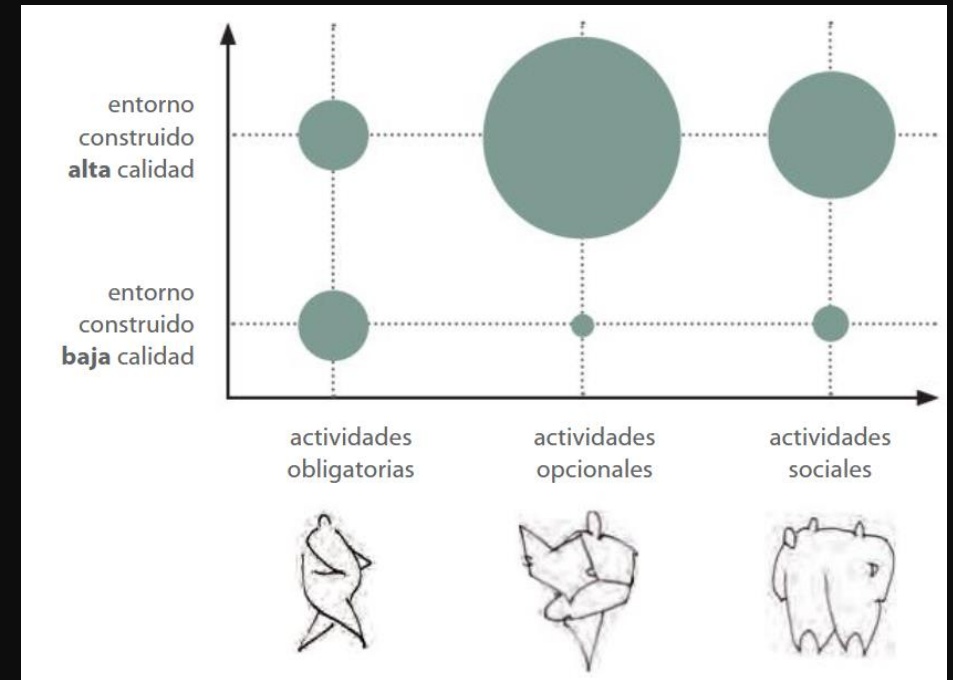 entorno
construido
alta calidad
entorno
construido
baja calidad
actividades
obligatorias
actividades
opcionales
actividades
sociales